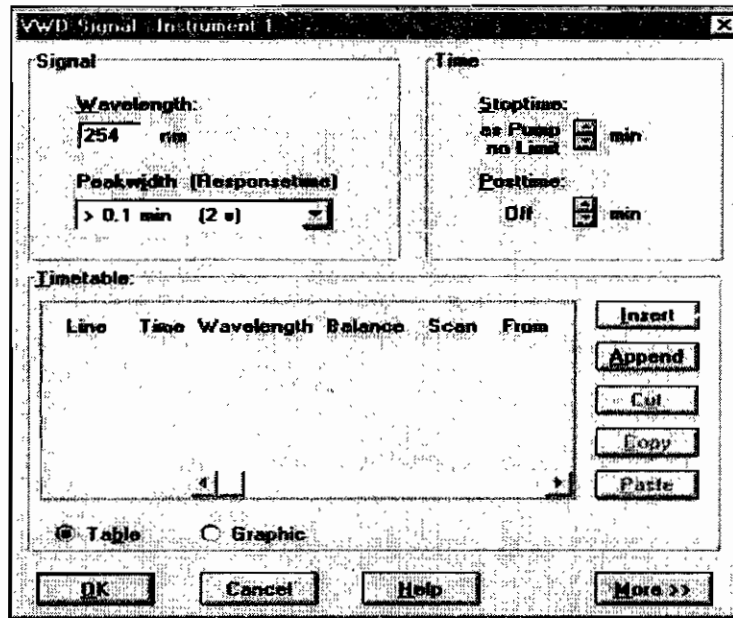 VWD Signal : Instrument 1
Signal
Wavelength:
254 nm
Peakwidth (Responsetime)
> 0.1 min (2 s)
Time
Stoptime:
as Pump
no Limit
min
Posttime:
Off min
Timetable:
Line Time Wavelength Balance Scan From
Insert
Append
Cut
Copy
Paste
Table Graphic
OK Cancel Help More >>